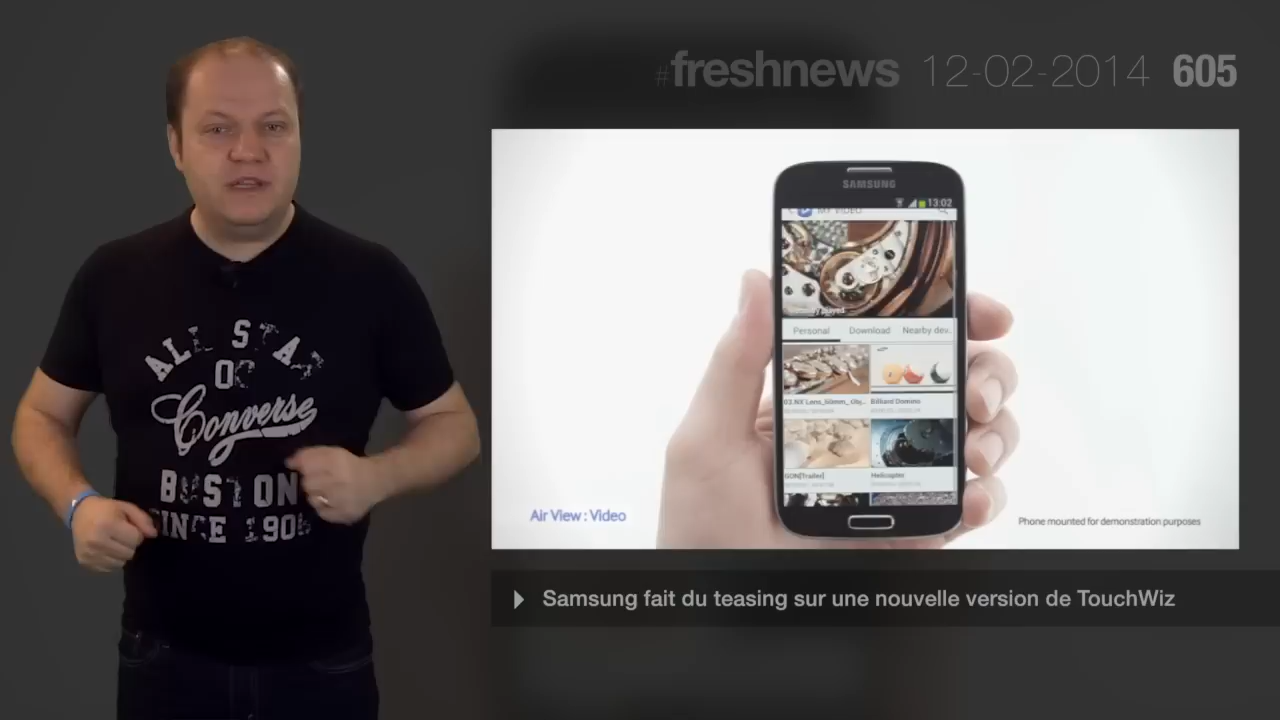 #freshnews 12-02-2014 605
SAMSUNG
13:02
MY VIDEO
Personal Download Nearby dev..
Billiard Domino
Helicopter
Air View : Video
Phone mounted for demonstration purposes
Samsung fait du teasing sur une nouvelle version de TouchWiz
ALL STAR
OF
Converse
BOSTON
SINCE 1908